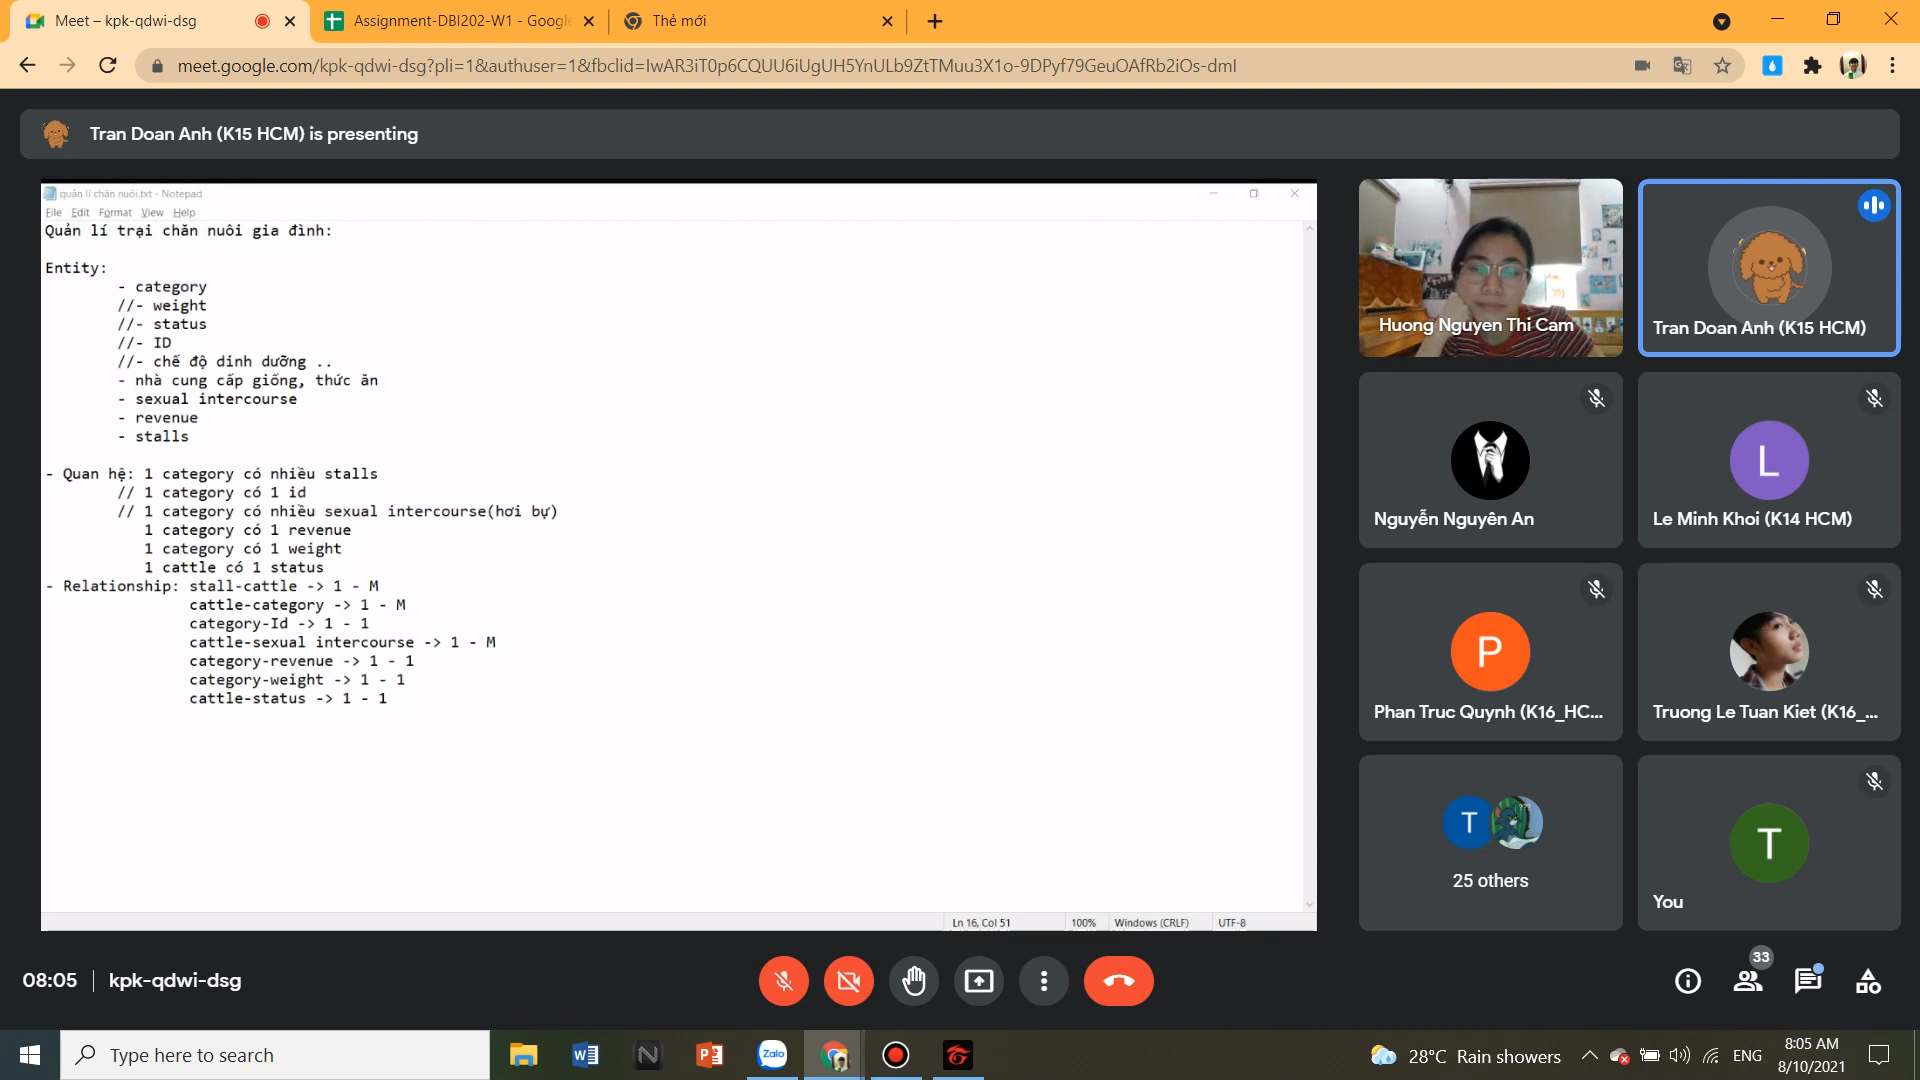 Meet – kpk-qdwi-dsg
Assignment-DBI202-W1 - Google
Thẻ mới
meet.google.com/kpk-qdwi-dsg?pli=1&authuser=1&fbclid=IwAR3iT0p6CQUU6iUgUH5YnULb9ZtTMuu3X1o-9DPyf79GeuOAfRb2iOs-dmI
Tran Doan Anh (K15 HCM) is presenting
quản lí chăn nuôi.txt - Notepad
File Edit Format View Help
Quản lí trại chăn nuôi gia đình:
Entity:
- category
//- weight
//- status
//- ID
//- chế độ dinh dưỡng ..
- nhà cung cấp giống, thức ăn
- sexual intercourse
- revenue
- stalls
- Quan hệ: 1 category có nhiều stalls
// 1 category có 1 id
// 1 category có nhiều sexual intercourse(hơi bự)
1 category có 1 revenue
1 category có 1 weight
1 cattle có 1 status
- Relationship: stall-cattle -> 1 - M
cattle-category -> 1 - M
category-Id -> 1 - 1
cattle-sexual intercourse -> 1 - M
category-revenue -> 1 - 1
category-weight -> 1 - 1
cattle-status -> 1 - 1
Ln 16, Col 51 100% Windows (CRLF) UTF-8
Huong Nguyen Thi Cam
Tran Doan Anh (K15 HCM)
Nguyễn Nguyên An
L
Le Minh Khoi (K14 HCM)
P
Phan Truc Quynh (K16_HC...
Truong Le Tuan Kiet (K16_...
T
???
25 others
T
You
08:05 kpk-qdwi-dsg
33
Type here to search
Zalo
28°C Rain showers
ENG
8:05 AM
8/10/2021